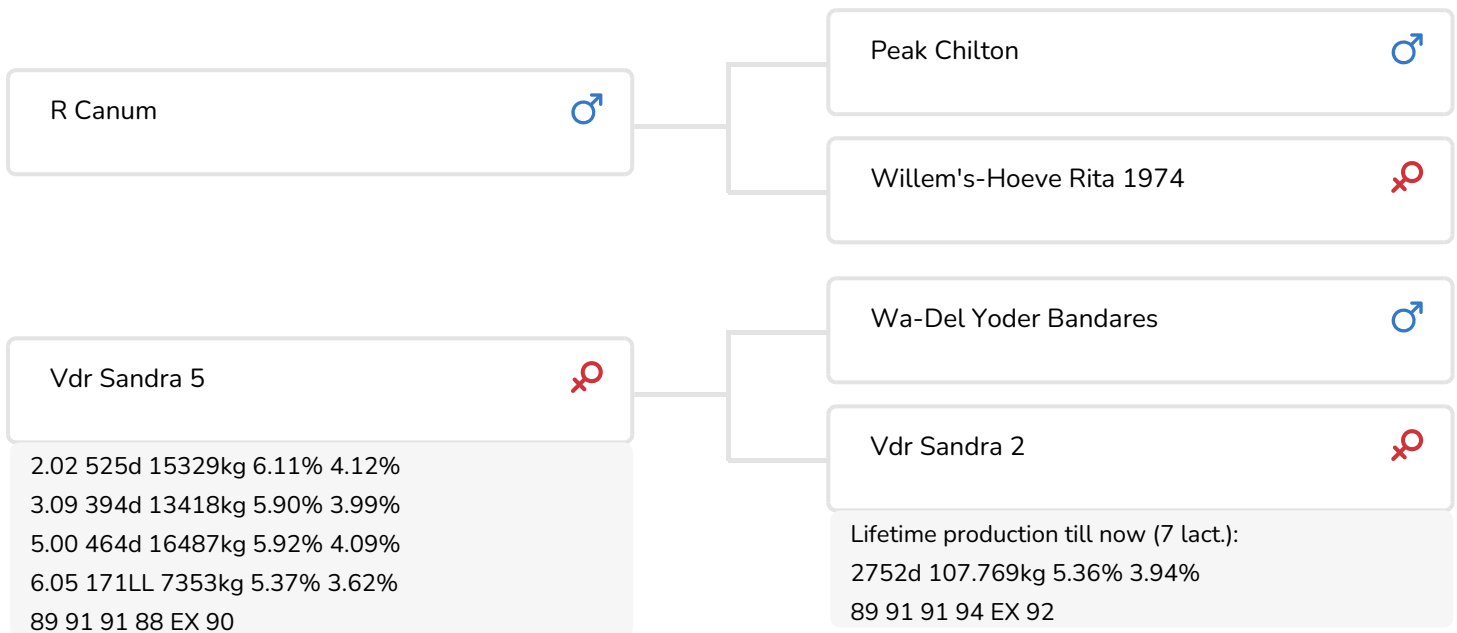 R Canum
Peak Chilton
Willem's-Hoeve Rita 1974
Vdr Sandra 5
2.02 525d 15329kg 6.11% 4.12%
3.09 394d 13418kg 5.90% 3.99%
5.00 464d 16487kg 5.92% 4.09%
6.05 171LL 7353kg 5.37% 3.62%
89 91 91 88 EX 90
Wa-Del Yoder Bandares
Vdr Sandra 2
Lifetime production till now (7 lact.):
2752d 107.769kg 5.36% 3.94%
89 91 91 94 EX 92